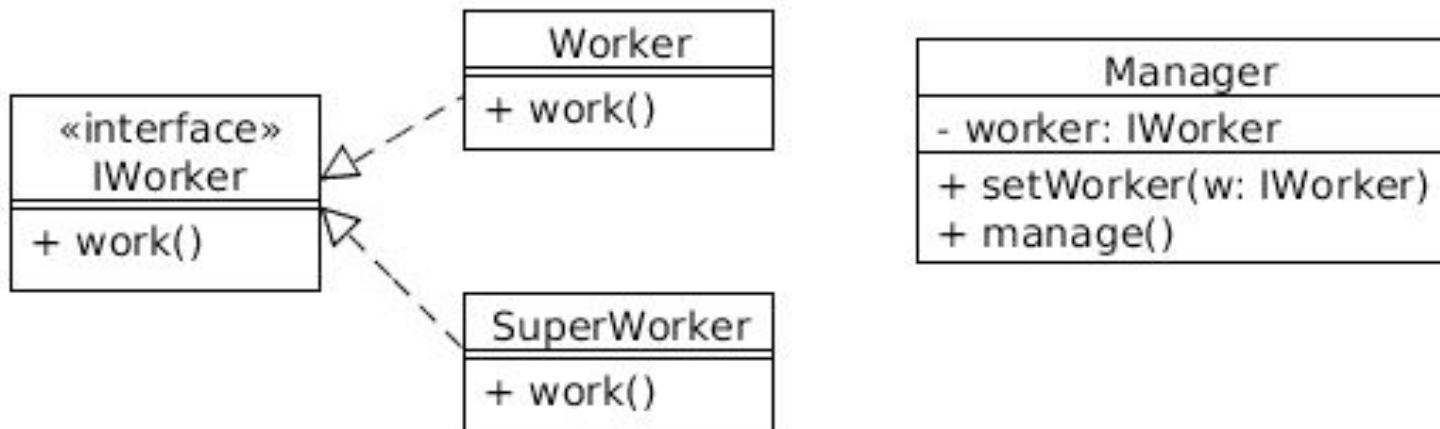 «interface»
IWorker
+ work()
Worker
+ work()
SuperWorker
+ work()
Manager
- worker: IWorker
+ setWorker(w: IWorker)
+ manage()